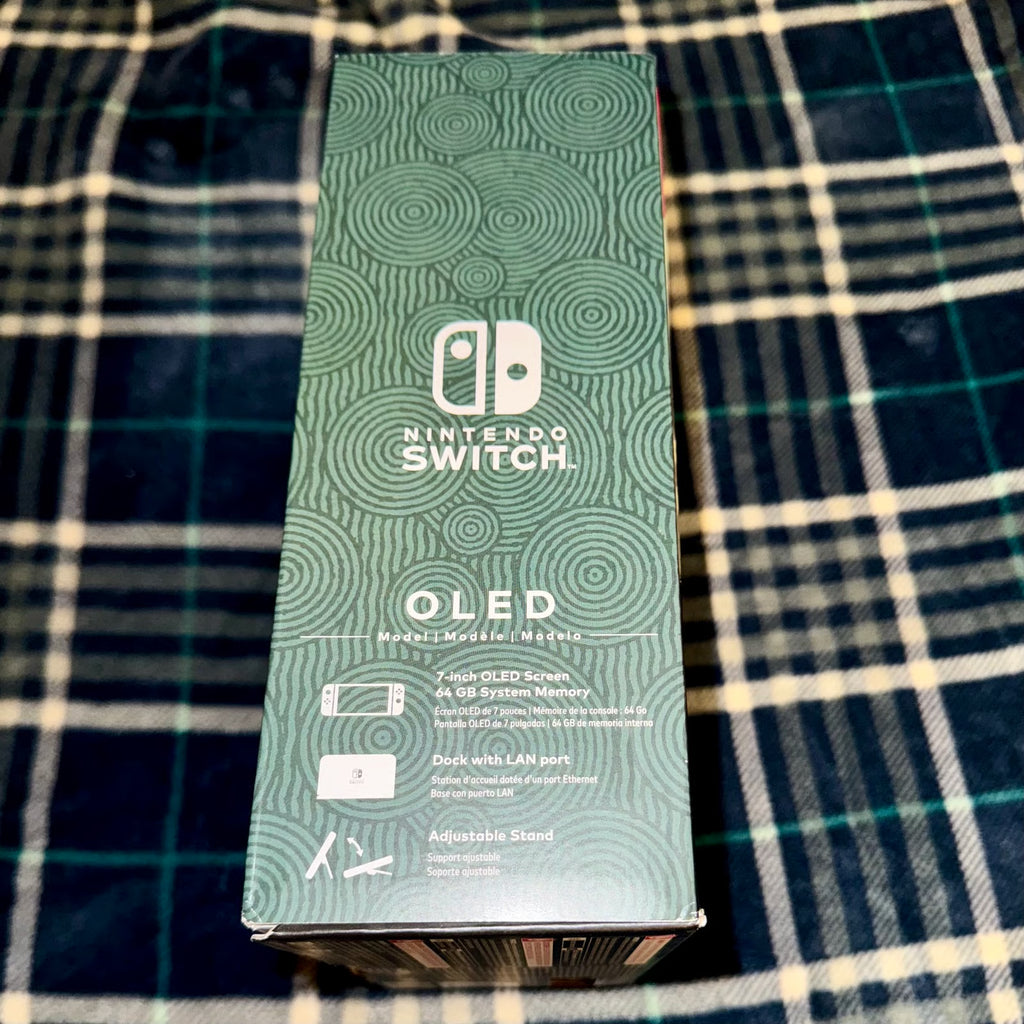 NINTENDO
SWITCH™
OLED
Model | Modèle | Modelo
7-inch OLED Screen
64 GB System Memory
Écran OLED de 7 pouces | Mémoire de la console : 64 Go
Pantalla OLED de 7 pulgadas | 64 GB de memoria interna
Dock with LAN port
Station d'accueil dotée d'un port Ethernet
Base con puerto LAN
Adjustable Stand
Support ajustable
Soporte ajustable